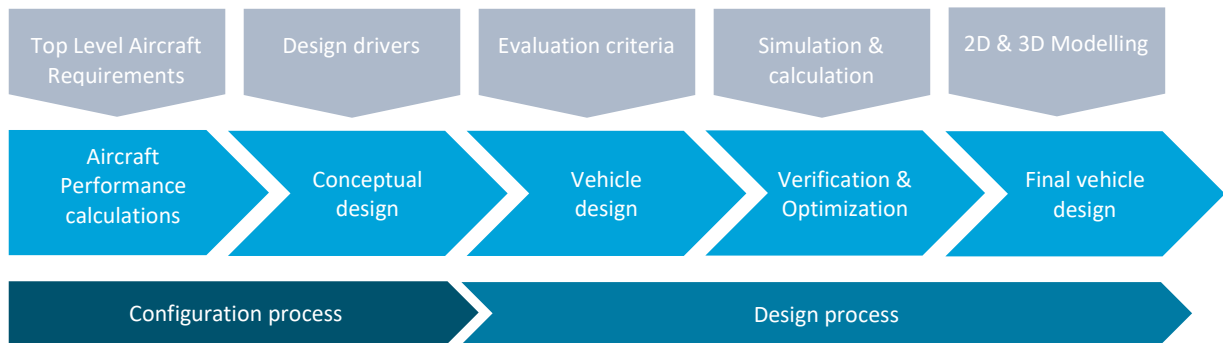 Top Level Aircraft
Requirements
Design drivers
Evaluation criteria
Simulation &
calculation
2D & 3D Modelling
Aircraft
Performance
calculations
Conceptual
design
Vehicle
design
Verification &
Optimization
Final vehicle
design
Configuration process
Design process